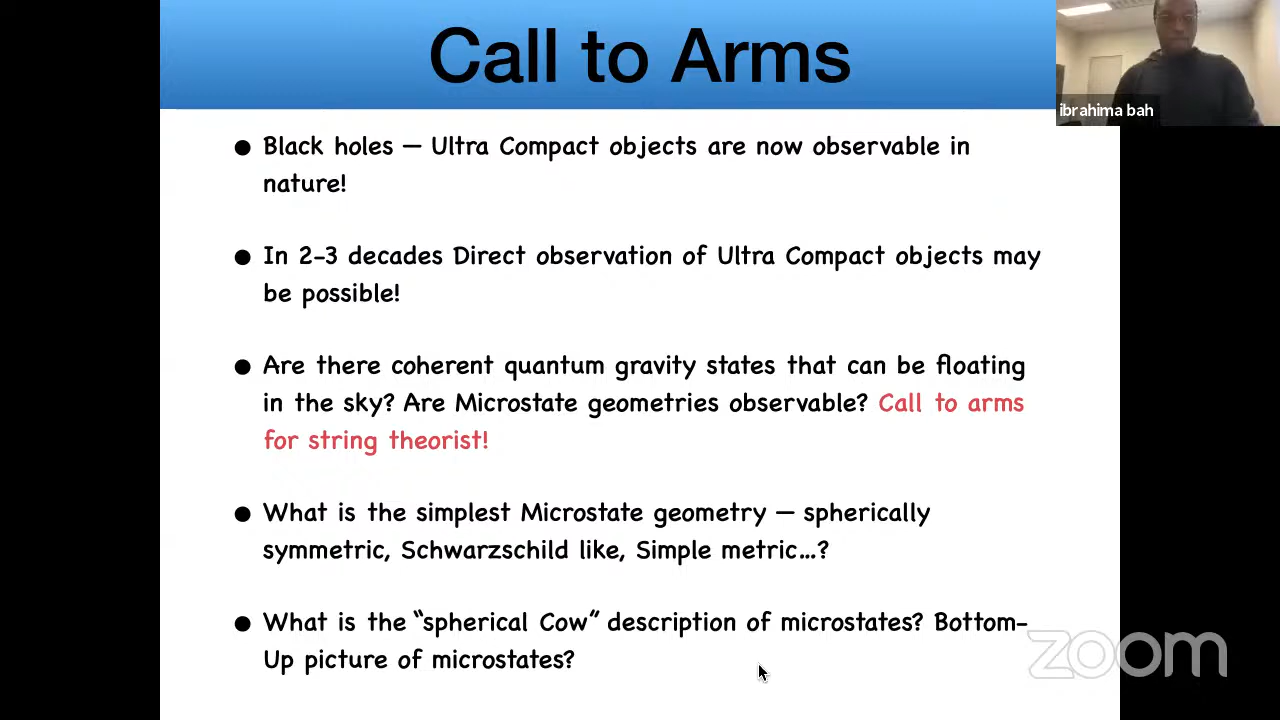 Call to Arms
ibrahima bah
● Black holes — Ultra Compact objects are now observable in
nature!
● In 2-3 decades Direct observation of Ultra Compact objects may
be possible!
● Are there coherent quantum gravity states that can be floating
in the sky? Are Microstate geometries observable? Call to arms
for string theorist!
● What is the simplest Microstate geometry — spherically
symmetric, Schwarzschild like, Simple metric...?
● What is the “spherical Cow” description of microstates? Bottom-
Up picture of microstates?
zoom